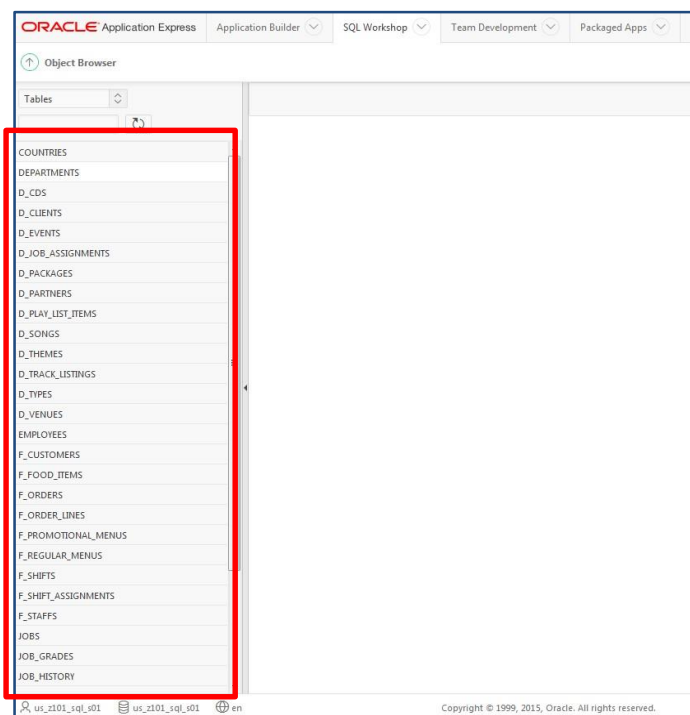 ORACLE Application Express Application Builder SQL Workshop Team Development Packaged Apps
Object Browser
Tables
COUNTRIES
DEPARTMENTS
D_CDS
D_CLIENTS
D_EVENTS
D_JOB_ASSIGNMENTS
D_PACKAGES
D_PARTNERS
D_PLAY_LIST_ITEMS
D_SONGS
D_THEMES
D_TRACK_LISTINGS
D_TYPES
D_VENUES
EMPLOYEES
F_CUSTOMERS
F_FOOD_ITEMS
F_ORDERS
F_ORDER_LINES
F_PROMOTIONAL_MENUS
F_REGULAR_MENUS
F_SHIFTS
F_SHIFT_ASSIGNMENTS
F_STAFFS
JOBS
JOB_GRADES
JOB_HISTORY
us_z101_sql_s01 us_z101_sql_s01 en Copyright © 1999, 2015, Oracle. All rights reserved.